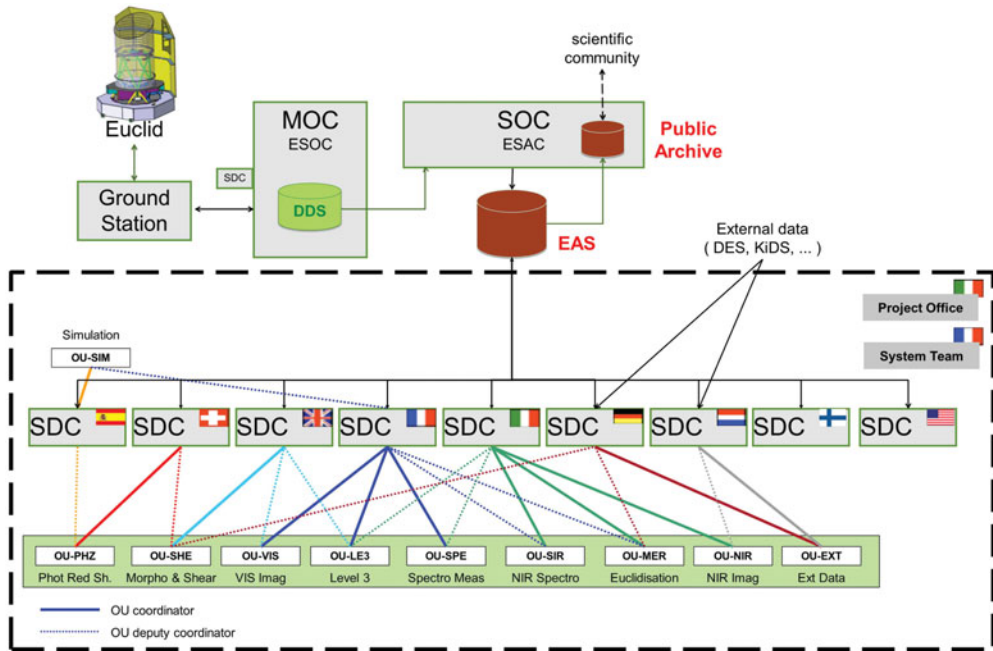 scientific
community
Euclid
MOC
ESOC
SOC
ESAC
Public
Archive
SDC
Ground
Station
DDS
EAS
External data
( DES, KiDS, ... )
Project Office
System Team
Simulation
OU-SIM
SDC
SDC
SDC
SDC
SDC
SDC
SDC
SDC
SDC
OU-PHZ
OU-SHE
OU-VIS
OU-LE3
OU-SPE
OU-SIR
OU-MER
OU-NIR
OU-EXT
Phot Red Sh.
Morpho & Shear
VIS Imag
Level 3
Spectro Meas
NIR Spectro
Euclidisation
NIR Imag
Ext Data
OU coordinator
OU deputy coordinator